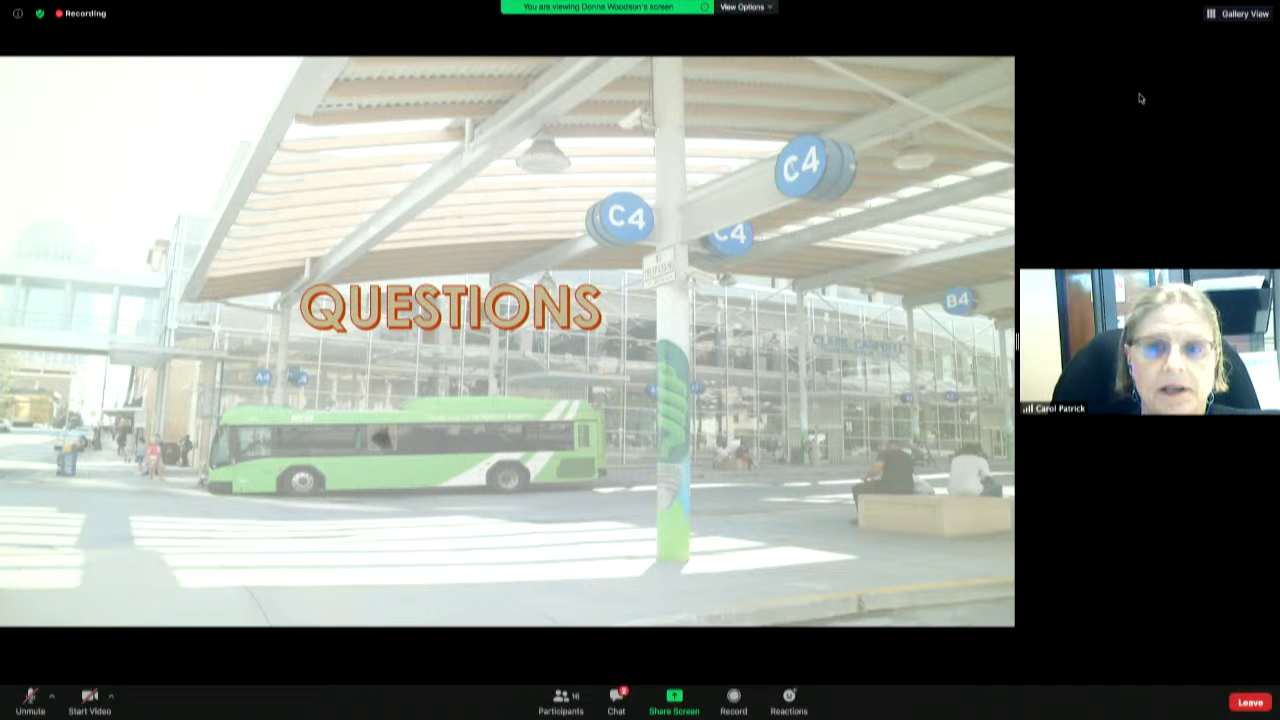 Recording
You are viewing Donna Woodson's screen
View Options
Gallery View
C4
C4
C4
B4
QUESTIONS
A4
Carol Patrick
Unmute
Start Video
Participants
16
Chat
2
Share Screen
Record
Reactions
Leave